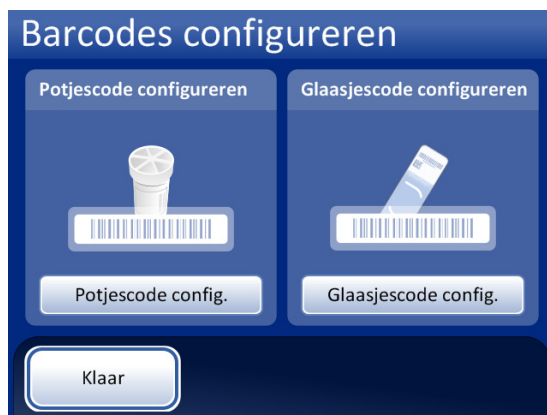 Barcodes configureren
Potjescode configureren
Glaasjescode configureren
Potjescode config.
Glaasjescode config.
Klaar